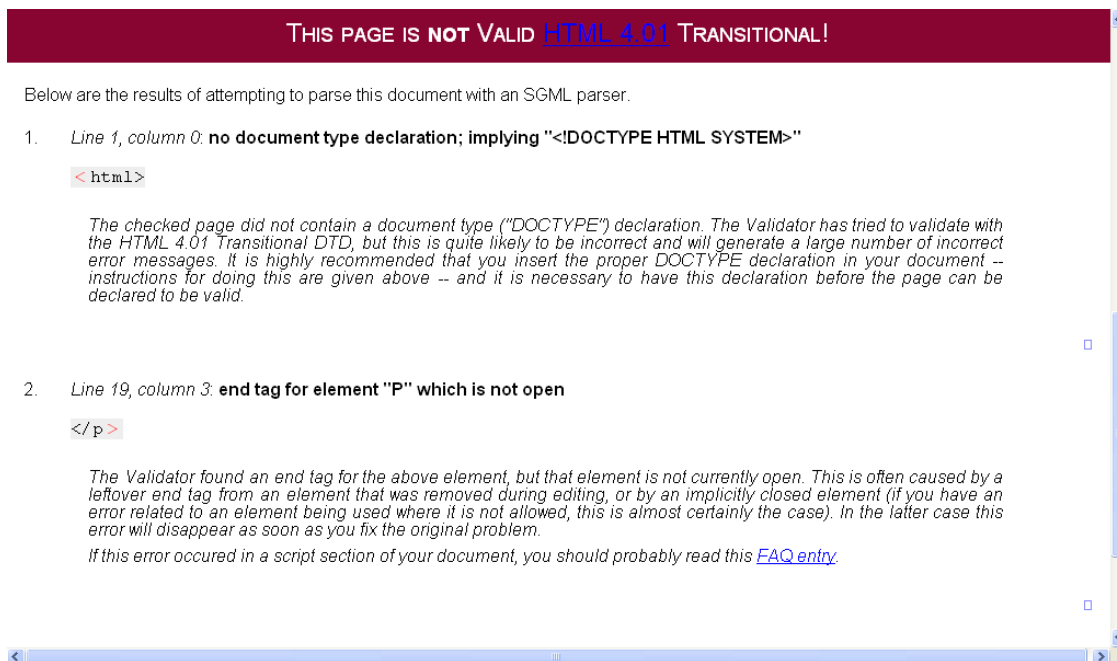 THIS PAGE IS NOT VALID HTML 4.01 TRANSITIONAL!
Below are the results of attempting to parse this document with an SGML parser.
1. Line 1, column 0: no document type declaration; implying "<!DOCTYPE HTML SYSTEM>"
<html>
The checked page did not contain a document type ("DOCTYPE") declaration. The Validator has tried to validate with
the HTML 4.01 Transitional DTD, but this is quite likely to be incorrect and will generate a large number of incorrect
error messages. It is highly recommended that you insert the proper DOCTYPE declaration in your document --
instructions for doing this are given above -- and it is necessary to have this declaration before the page can be
declared to be valid.
2. Line 19, column 3: end tag for element "P" which is not open
</p>
The Validator found an end tag for the above element, but that element is not currently open. This is often caused by a
leftover end tag from an element that was removed during editing, or by an implicitly closed element (if you have an
error related to an element being used where it is not allowed, this is almost certainly the case). In the latter case this
error will disappear as soon as you fix the original problem.
If this error occured in a script section of your document, you should probably read this FAQ entry.